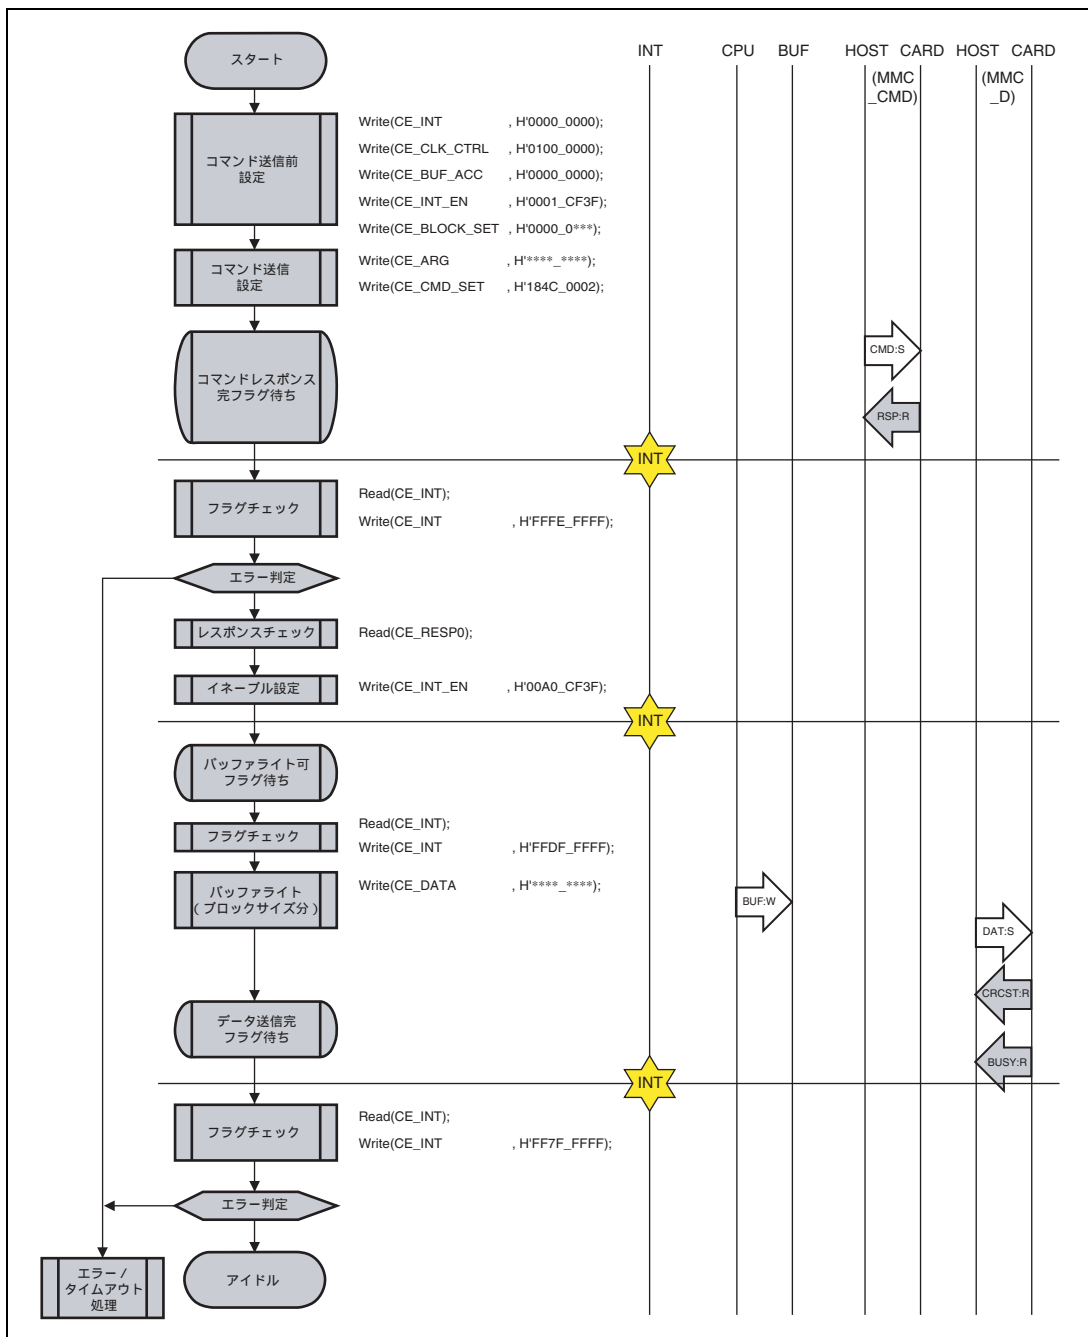 スタート
INT CPU BUF HOST CARD HOST CARD
(MMC
_CMD)
(MMC
_D)
コマンド送信前
設定
Write(CE_INT , H'0000_0000);
Write(CE_CLK_CTRL , H'0100_0000);
Write(CE_BUF_ACC , H'0000_0000);
Write(CE_INT_EN , H'0001_CF3F);
Write(CE_BLOCK_SET , H'0000_0***);
コマンド送信
設定
Write(CE_ARG , H'****_****);
Write(CE_CMD_SET , H'184C_0002);
コマンドレスポンス
完フラグ待ち
CMD:S
RSP:R
INT
フラグチェック
Read(CE_INT);
Write(CE_INT , H'FFFE_FFFF);
エラー判定
レスポンスチェック
Read(CE_RESP0);
イネーブル設定
Write(CE_INT_EN , H'00A0_CF3F);
INT
バッファライト可
フラグ待ち
フラグチェック
Read(CE_INT);
Write(CE_INT , H'FFDF_FFFF);
バッファライト
(ブロックサイズ分)
Write(CE_DATA , H'****_****);
BUF:W
DAT:S
CRCST:R
データ送信完
フラグ待ち
BUSY:R
INT
フラグチェック
Read(CE_INT);
Write(CE_INT , H'FF7F_FFFF);
エラー判定
エラー/
タイムアウト
処理
アイドル